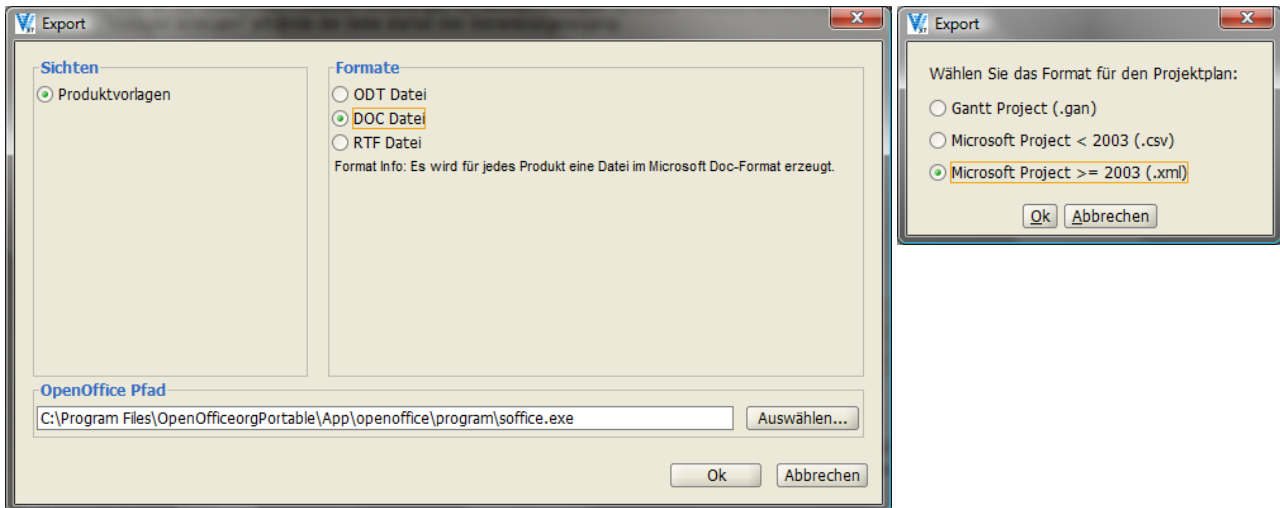 Export
Sichten
Produktvorlagen
Formate
ODT Datei
DOC Datei
RTF Datei
Format Info: Es wird für jedes Produkt eine Datei im Microsoft Doc-Format erzeugt.
OpenOffice Pfad
C:\Program Files\OpenOfficeorgPortable\App\openoffice\program\soffice.exe
Auswählen...
Ok Abbrechen
Export
Wählen Sie das Format für den Projektplan:
Gantt Project (.gan)
Microsoft Project < 2003 (.csv)
Microsoft Project >= 2003 (.xml)
Ok Abbrechen